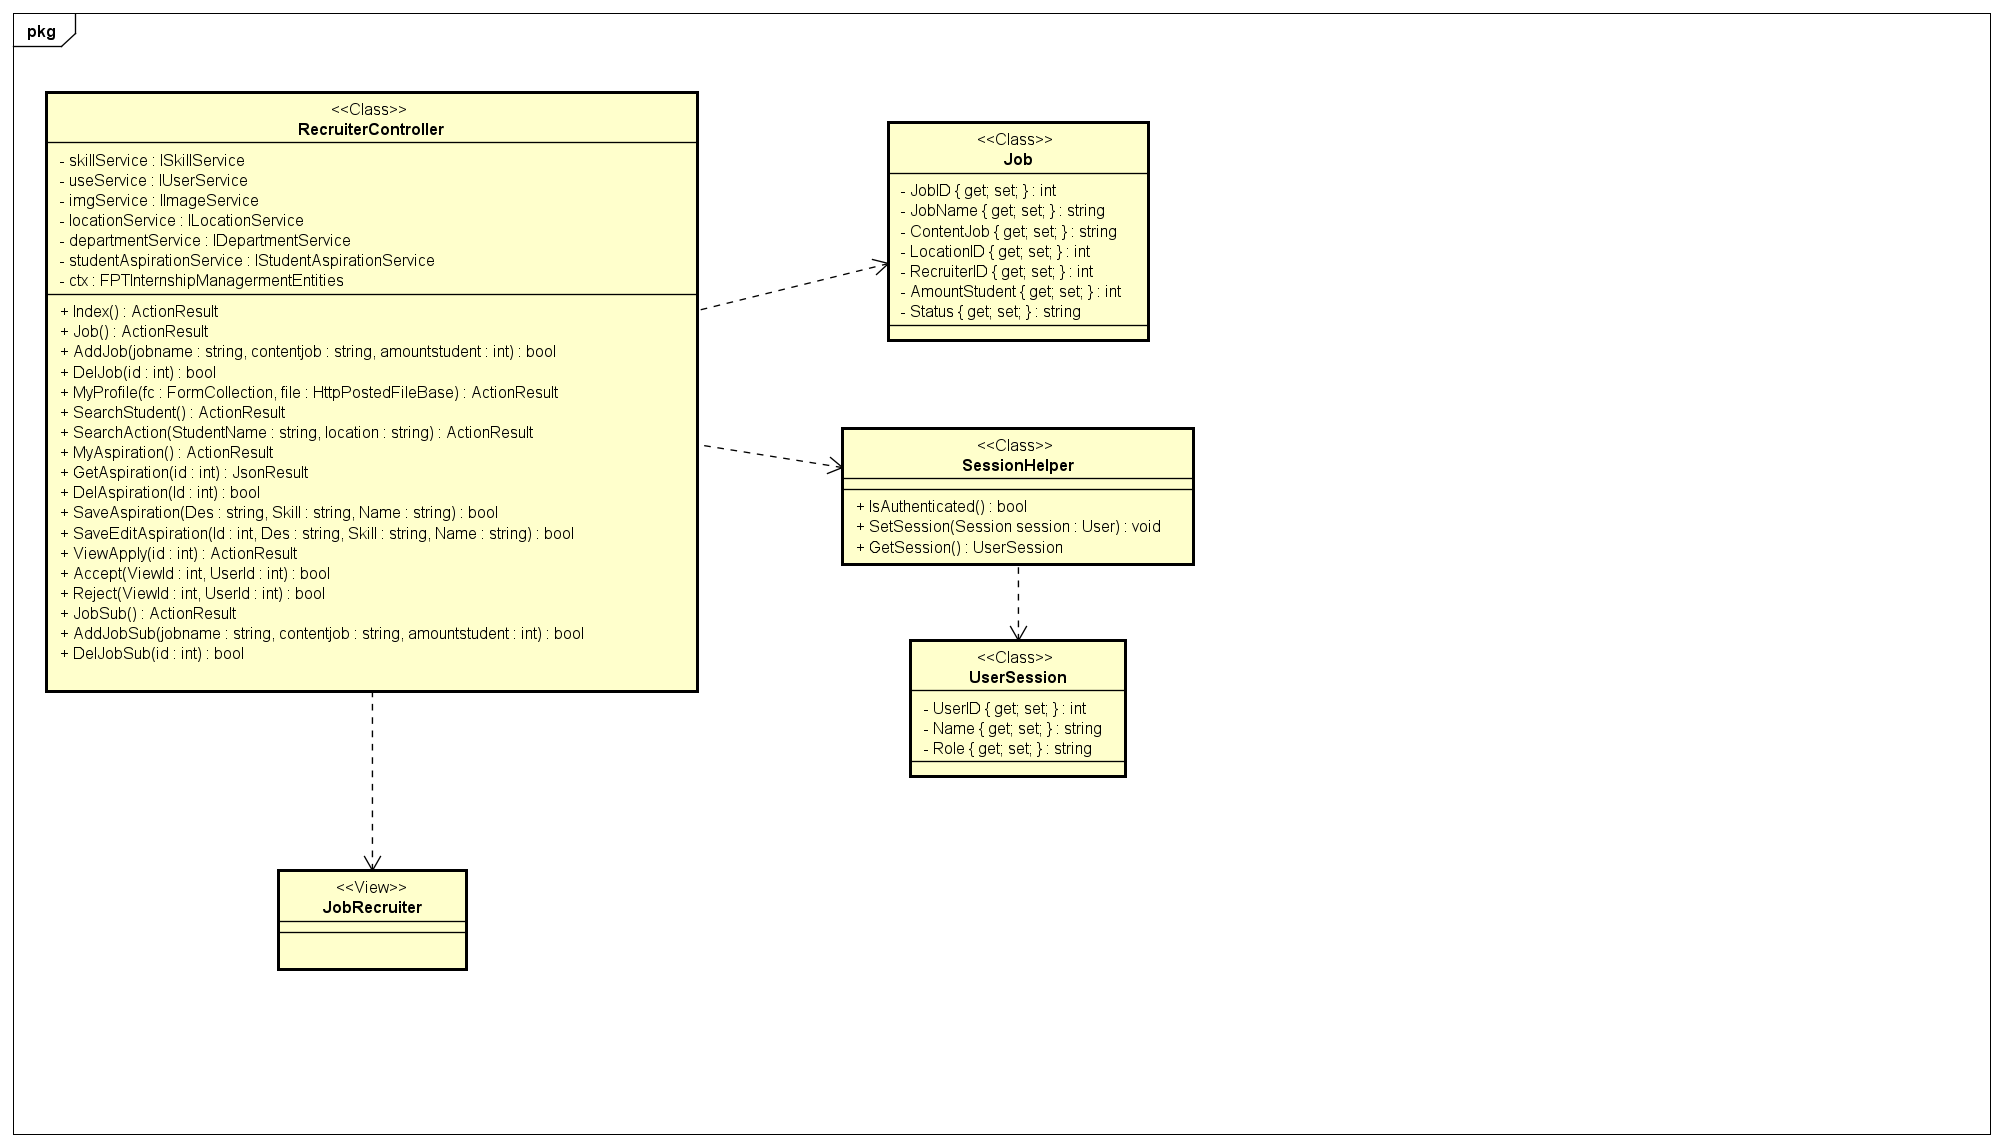 pkg
<<Class>>
RecruiterController
- skillService : ISkillService
- useService : IUserService
- imgService : IImageService
- locationService : ILocationService
- departmentService : IDepartmentService
- studentAspirationService : IStudentAspirationService
- ctx : FPTInternshipManagermentEntities
+ Index() : ActionResult
+ Job() : ActionResult
+ AddJob(jobname : string, contentjob : string, amountstudent : int) : bool
+ DelJob(id : int) : bool
+ MyProfile(fc : FormCollection, file : HttpPostedFileBase) : ActionResult
+ SearchStudent() : ActionResult
+ SearchAction(StudentName : string, location : string) : ActionResult
+ MyAspiration() : ActionResult
+ GetAspiration(id : int) : JsonResult
+ DelAspiration(Id : int) : bool
+ SaveAspiration(Des : string, Skill : string, Name : string) : bool
+ SaveEditAspiration(Id : int, Des : string, Skill : string, Name : string) : bool
+ ViewApply(id : int) : ActionResult
+ Accept(ViewId : int, UserId : int) : bool
+ Reject(ViewId : int, UserId : int) : bool
+ JobSub() : ActionResult
+ AddJobSub(jobname : string, contentjob : string, amountstudent : int) : bool
+ DelJobSub(id : int) : bool
<<Class>>
Job
- JobID { get; set; } : int
- JobName { get; set; } : string
- ContentJob { get; set; } : string
- LocationID { get; set; } : int
- RecruiterID { get; set; } : int
- AmountStudent { get; set; } : int
- Status { get; set; } : string
<<Class>>
SessionHelper
+ IsAuthenticated() : bool
+ SetSession(Session session : User) : void
+ GetSession() : UserSession
<<Class>>
UserSession
- UserID { get; set; } : int
- Name { get; set; } : string
- Role { get; set; } : string
<<View>>
JobRecruiter